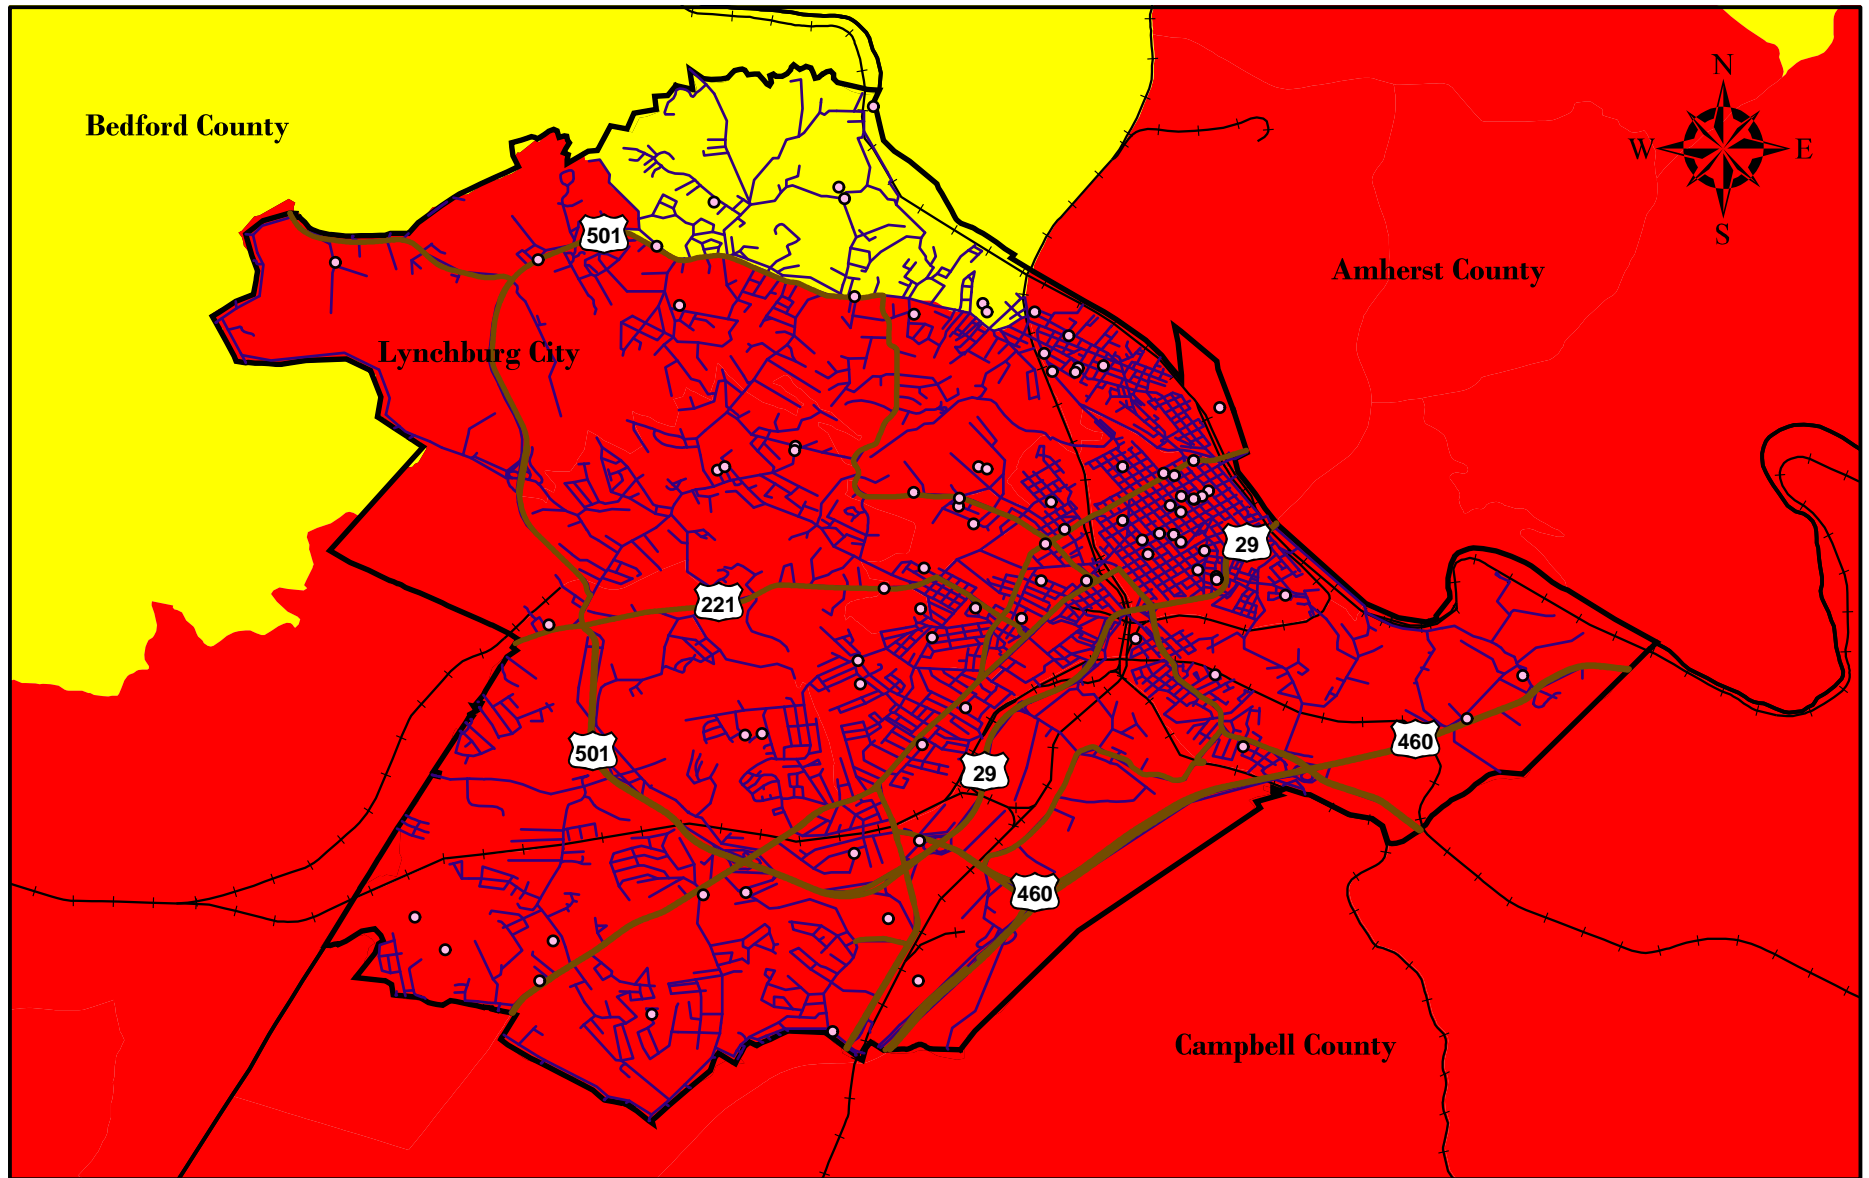 N
Bedford County
W
E
501
S
Amherst County
Lynchburg City
29
221
460
501
29
460
Campbell County